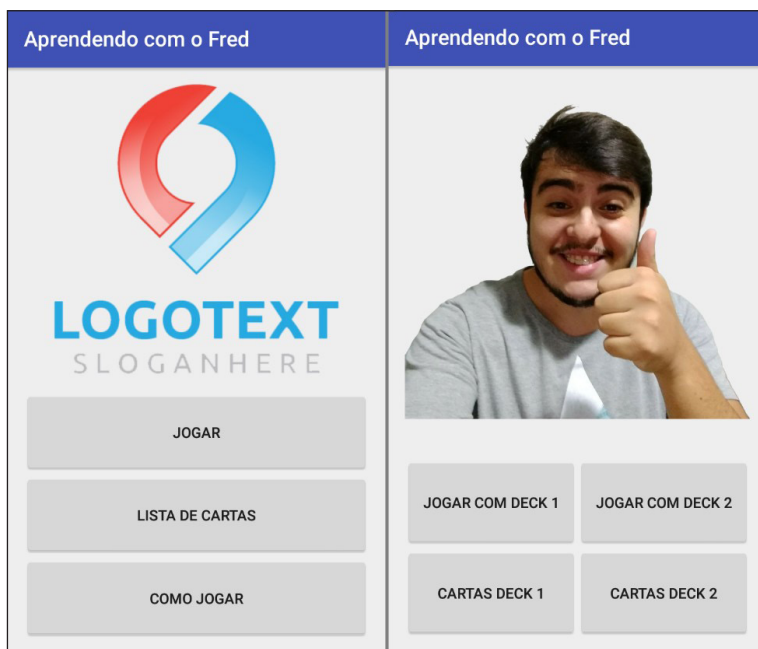 Aprendendo com o Fred
LOGOTEXT
SLOGANHERE
JOGAR
LISTA DE CARTAS
COMO JOGAR
Aprendendo com o Fred
JOGAR COM DECK 1
JOGAR COM DECK 2
CARTAS DECK 1
CARTAS DECK 2